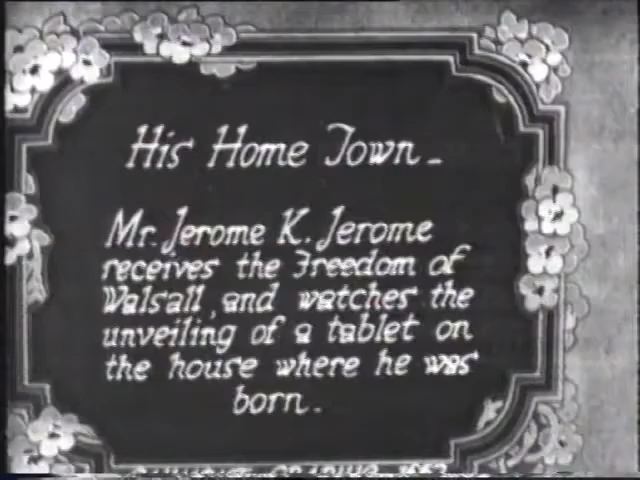 His Home Town -
Mr. Jerome K. Jerome
receives the Freedom of
Walsall, and watches the
unveiling of a tablet on
the house where he was
born.